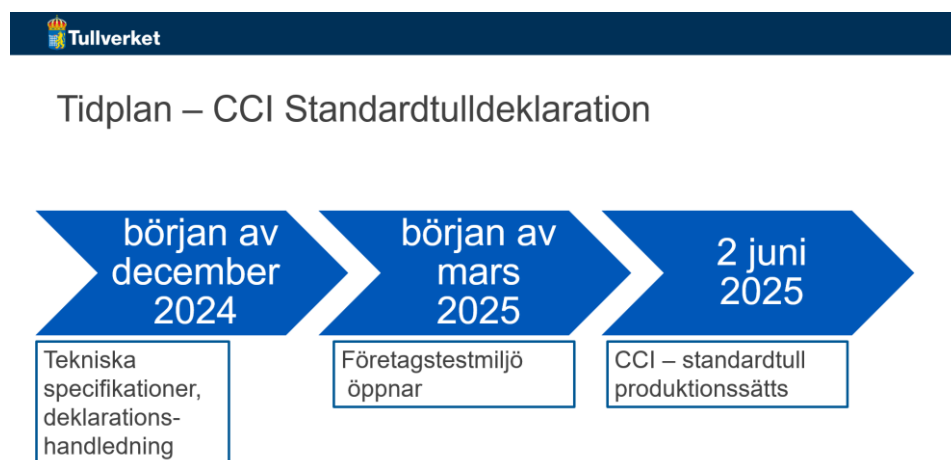 Tullverket
Tidplan – CCI Standardtulldeklaration
början av
december
2024
början av
mars
2025
2 juni
2025
Tekniska
specifikationer,
deklarations-
handledning
Företagstestmiljö
öppnar
CCI – standardtull
produktionssätts